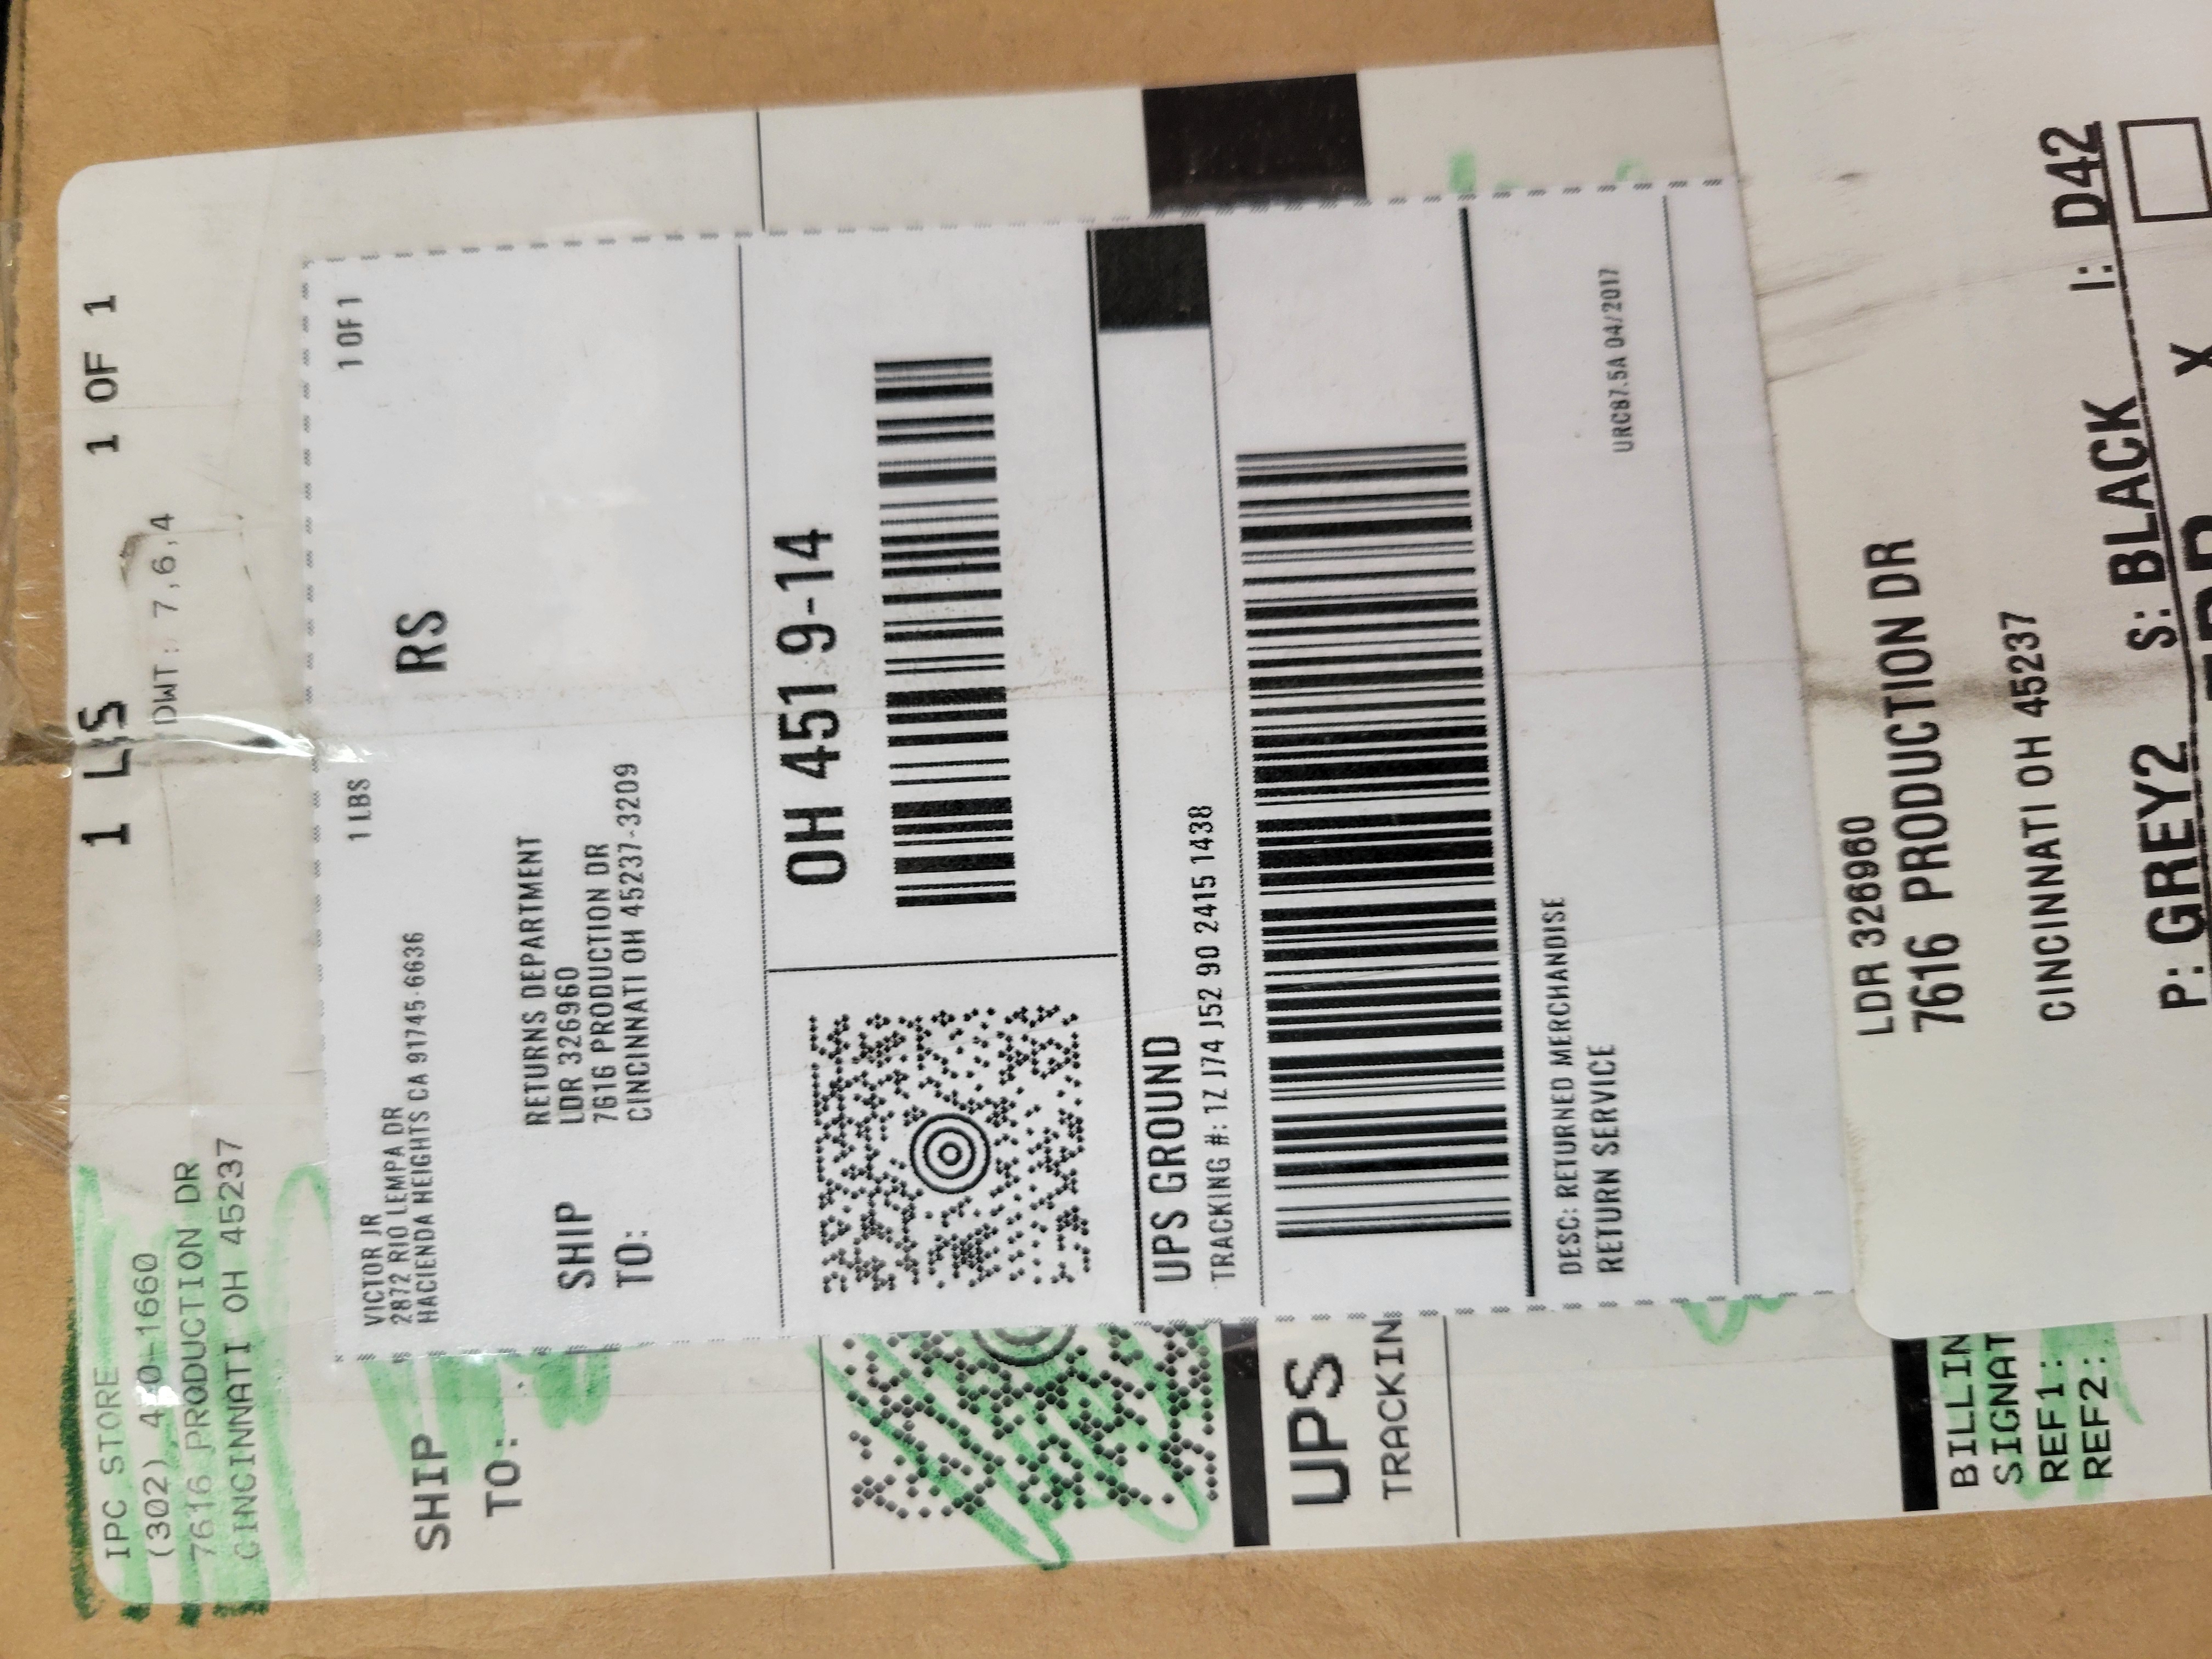 IPC STORE
(302) 450-1660
7616 PRODUCTION DR
CINCINNATI OH 45237
1 OF 1
DWT: 7,6,4
SHIP
TO:
VICTOR JR
2872 RIO LEMPA DR
HACIENDA HEIGHTS CA 91745-6636
1 LBS
1 OF 1
RS
SHIP
TO:
RETURNS DEPARTMENT
LDR 326960
7616 PRODUCTION DR
CINCINNATI OH 45237-3209
OH 451 9-14
UPS GROUND
TRACKING #: 1Z J74 J52 90 2415 1438
DESC: RETURNED MERCHANDISE
RETURN SERVICE
URC87.5A 04/2017
UPS
TRACKIN
BILLIN
SIGNAT
REF1:
REF2:
LDR 326960
7616 PRODUCTION DR
CINCINNATI OH 45237
P: GREY2 S: BLACK I: D42
X